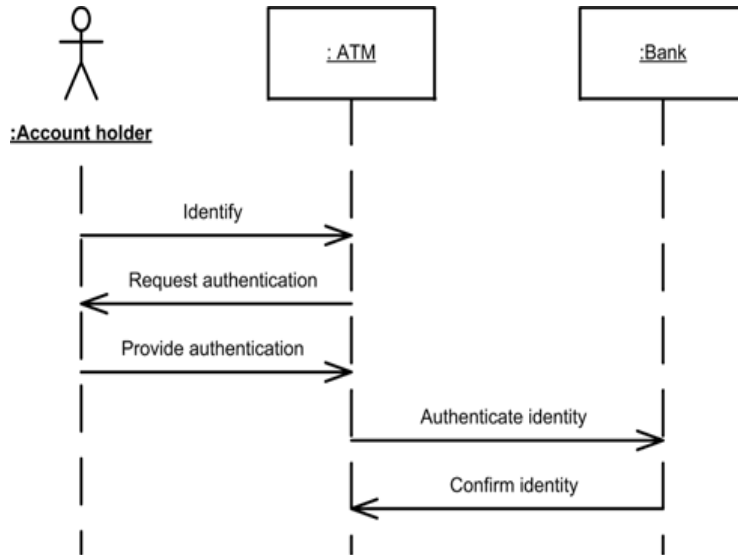 : ATM
:Bank
:Account holder
Identify
Request authentication
Provide authentication
Authenticate identity
Confirm identity